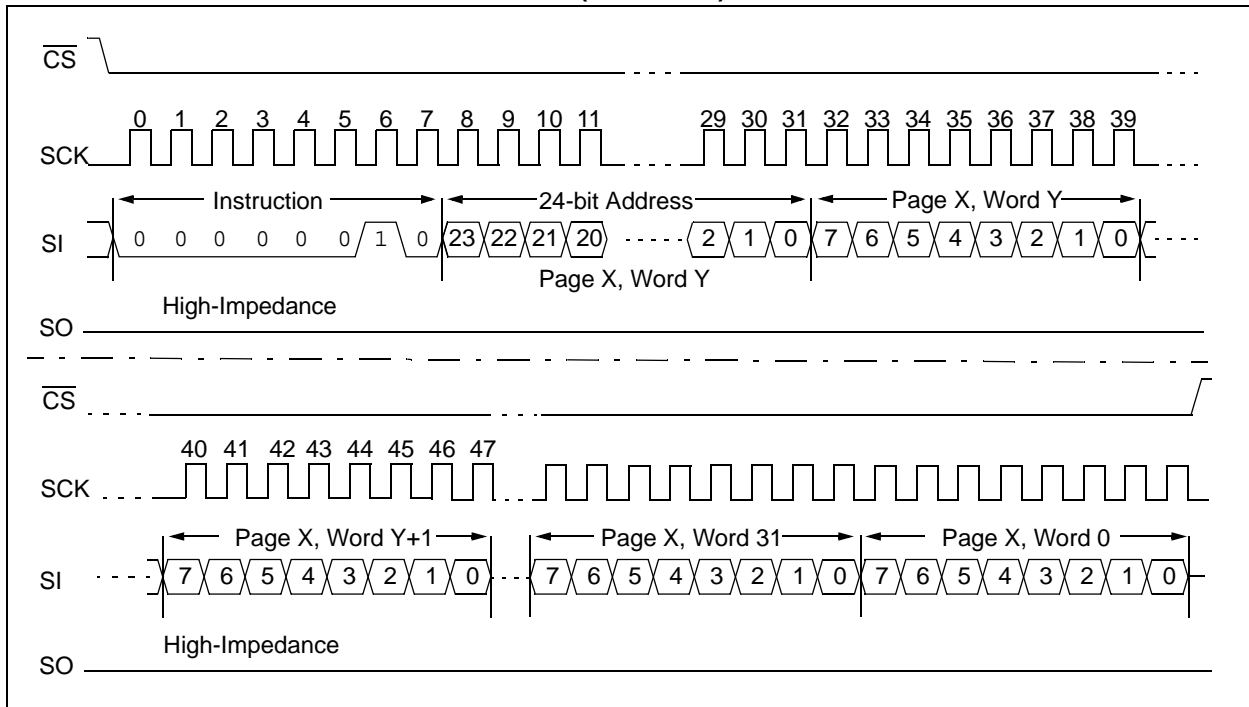 CS
0 1 2 3 4 5 6 7 8 9 10 11 29 30 31 32 33 34 35 36 37 38 39
SCK
Instruction 24-bit Address Page X, Word Y
SI 0 0 0 0 0 0 1 0 23 22 21 20 2 1 0 7 6 5 4 3 2 1 0
Page X, Word Y
High-Impedance
SO
CS
40 41 42 43 44 45 46 47
SCK
Page X, Word Y+1 Page X, Word 31 Page X, Word 0
SI 7 6 5 4 3 2 1 0 7 6 5 4 3 2 1 0 7 6 5 4 3 2 1 0
High-Impedance
SO